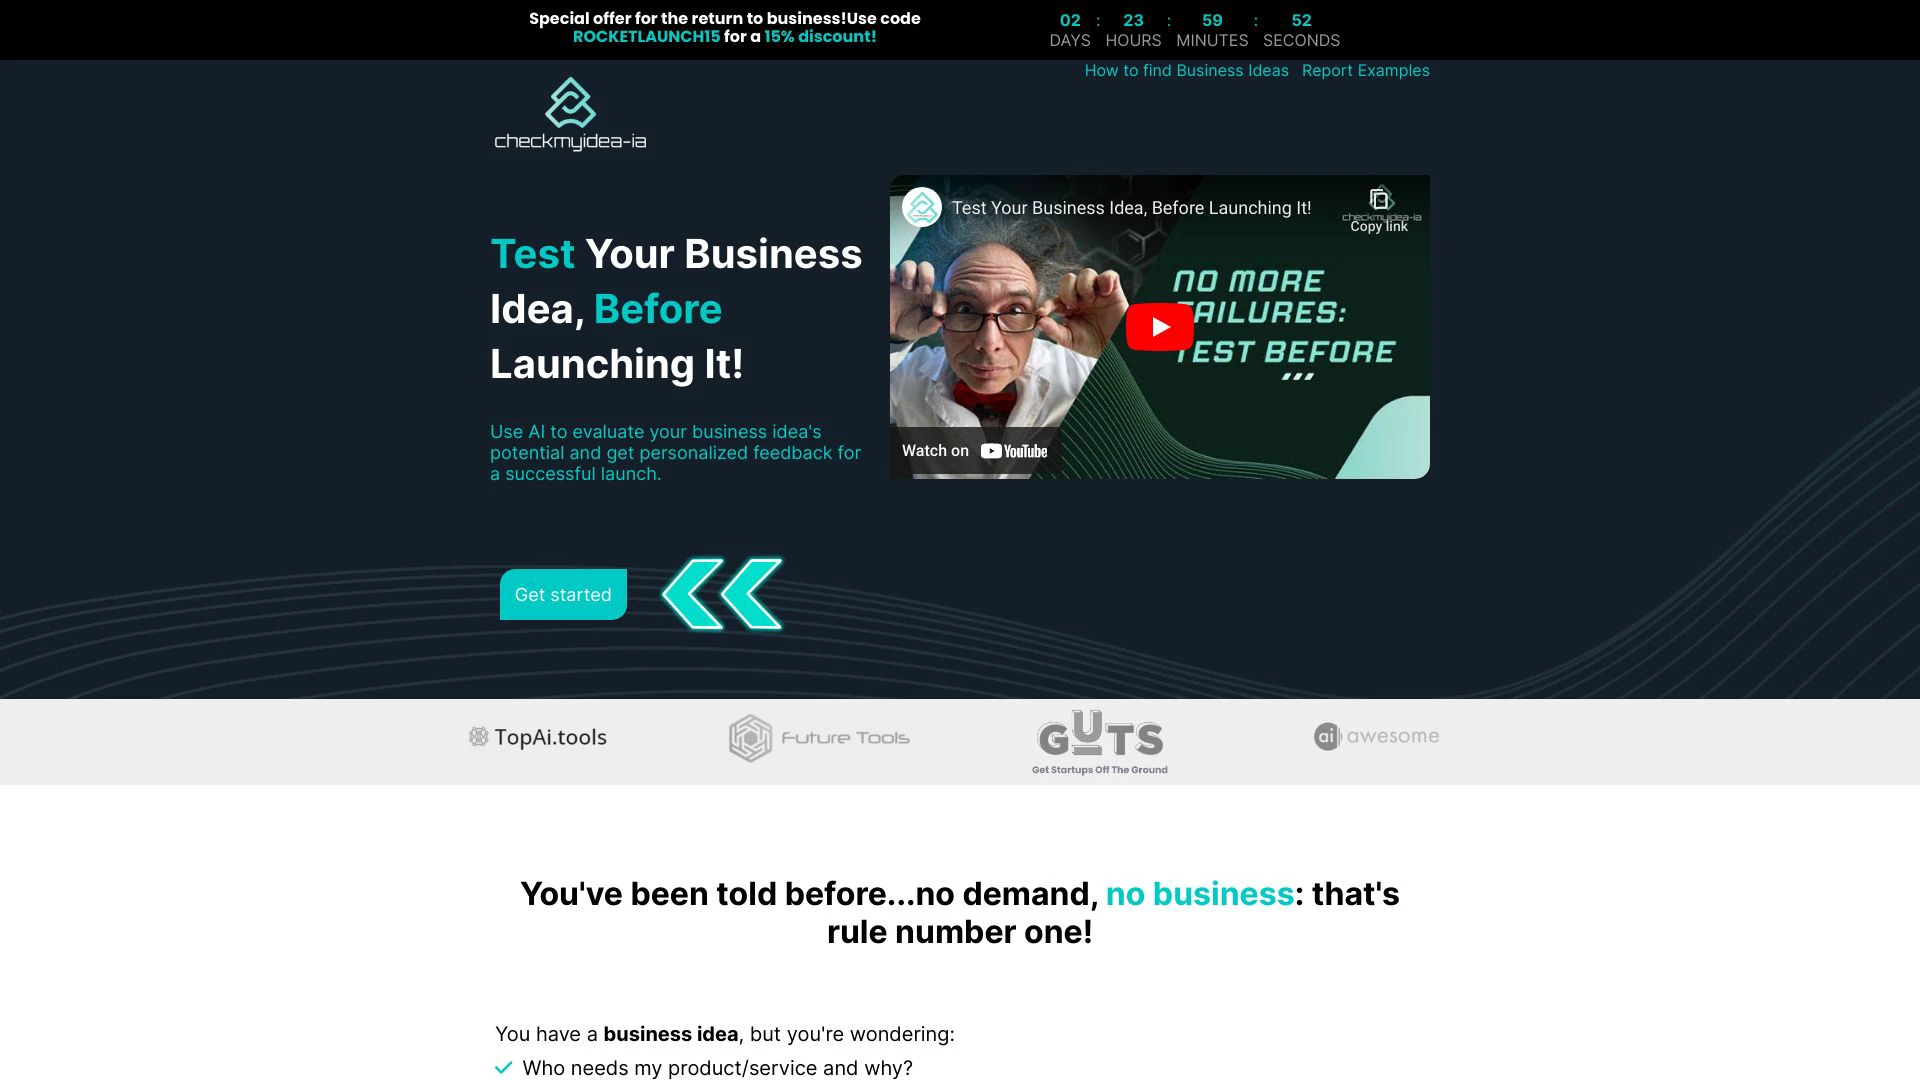 Special offer for the return to business!Use code
ROCKETLAUNCH15 for a 15% discount!
02 : 23 : 59 : 52
DAYS HOURS MINUTES SECONDS
How to find Business Ideas Report Examples
checkmyidea-ia
Test Your Business
Idea, Before
Launching It!
Use AI to evaluate your business idea's
potential and get personalized feedback for
a successful launch.
Test Your Business Idea, Before Launching It!
checkmyidea-ia
Copy link
NO MORE
FAILURES:
TEST BEFORE
Watch on YouTube
Get started
TopAi.tools
Future Tools
GUTS
Get Startups Off The Ground
ai awesome
You've been told before...no demand, no business: that's
rule number one!
You have a business idea, but you're wondering:
Who needs my product/service and why?